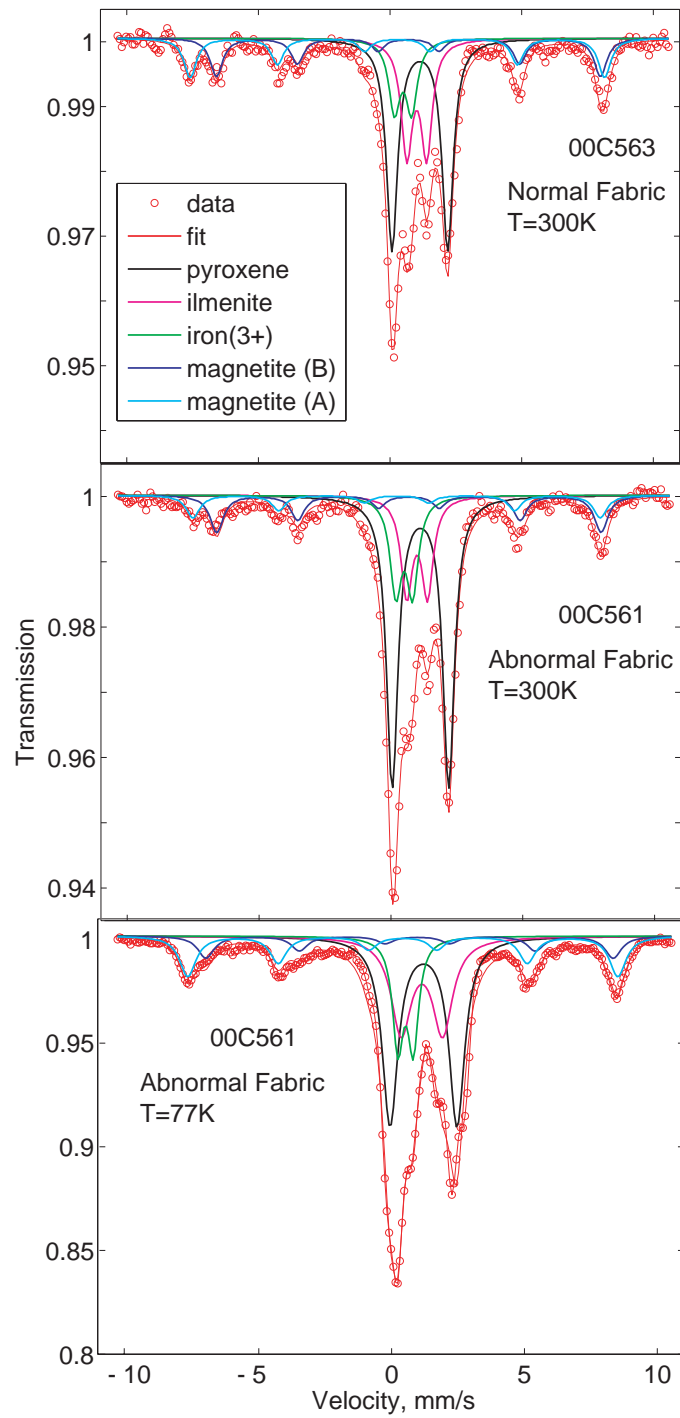 1
0.99
0.97
0.95
00C563
Normal Fabric
T=300K
data
fit
pyroxene
ilmenite
iron(3+)
magnetite (B)
magnetite (A)
1
0.98
0.96
0.94
00C561
Abnormal Fabric
T=300K
Transmission
1
0.95
0.9
0.85
0.8
00C561
Abnormal Fabric
T=77K
- 10 - 5 0 5 10
Velocity, mm/s